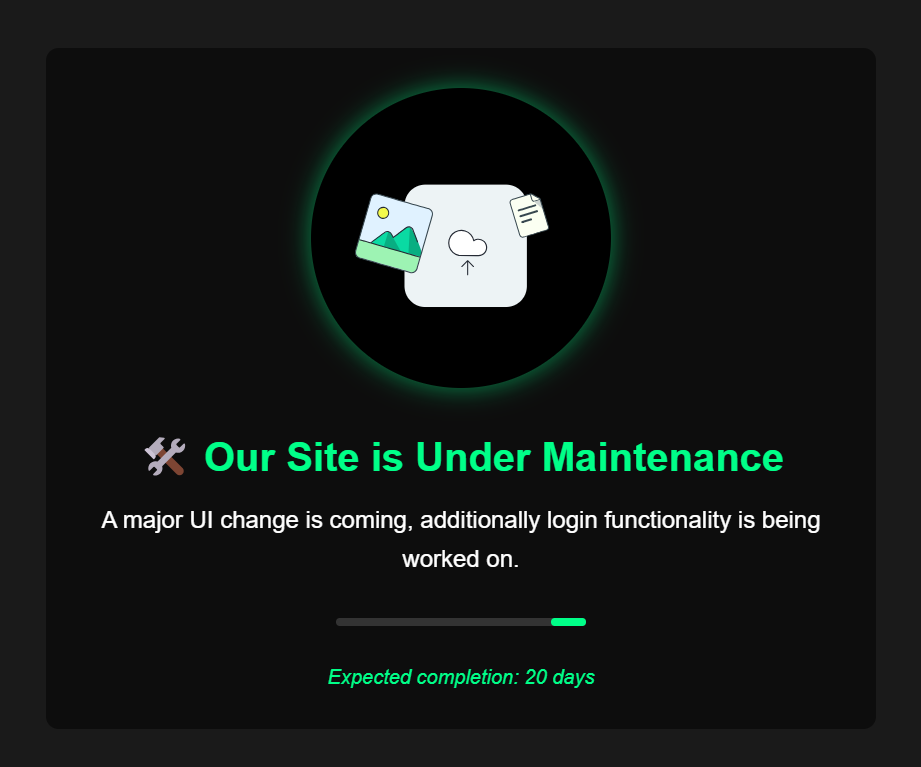 🛠️ Our Site is Under Maintenance
A major UI change is coming, additionally login functionality is being
worked on.
Expected completion: 20 days